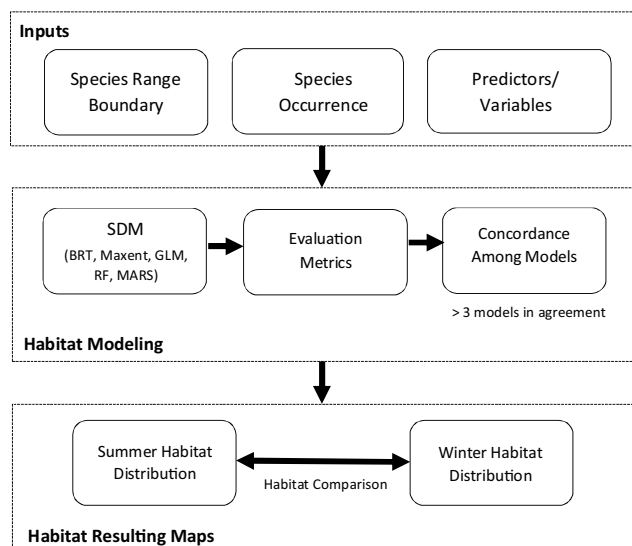 Inputs
Species Range
Boundary
Species
Occurrence
Predictors/
Variables
SDM
(BRT, Maxent, GLM,
RF, MARS)
Evaluation
Metrics
Concordance
Among Models
> 3 models in agreement
Habitat Modeling
Summer Habitat
Distribution
Habitat Comparison
Winter Habitat
Distribution
Habitat Resulting Maps